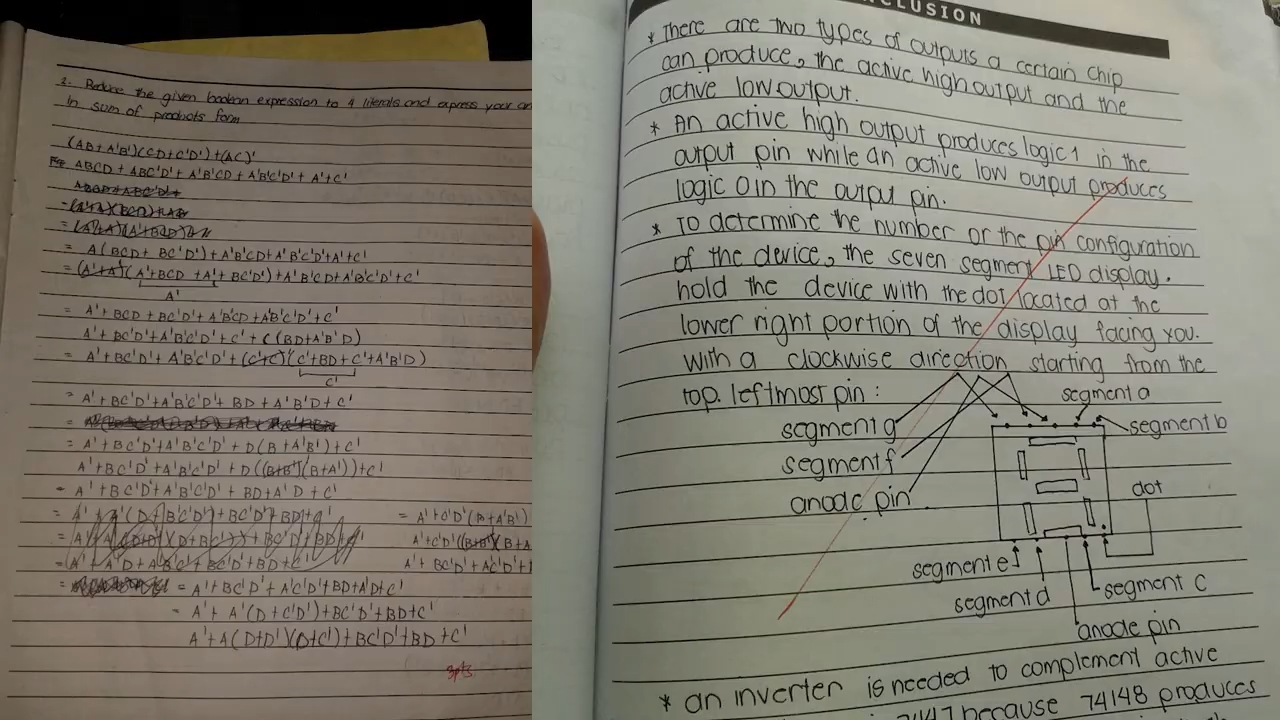 2. Reduce the given boolean expression to 4 literals and express your an
in sum of products form
(AB+A'B')(CD+C'D')+(AC)'
ABCD + ABC'D' + A'B'CD + A'B'C'D' + A'+C'
ABCD+ABC'D'+
= A(BCD+ BC'D')+A'B'CD+A'B'C'D'+A'+C'
= (A'+A)(A'+BCD +A'+ BC'D')+A'B'CD+A'B'C'D'+C'
A'
= A'+BCD +BC'D'+A'B'CD+A'B'C'D'+C'
A'+BC'D'+A'B'C'D'+C'+C(BD+A'B'D)
= A'+BC'D'+A'B'C'D'+(C'+C)(C'+BD+C'+A'B'D)
C'
= A'+BC'D'+A'B'C'D'+ BD+A'B'D+C'
= A'+BC'D'+A'B'C'D'+D(B+A'B')+C'
A'+BC'D'+A'B'C'D'+D((B+B')(B+A'))+C'
= A'+BC'D'+A'B'C'D'+BD+A'D+C'
= A'+C'D'(B+A'B')
A'+C'D'((B+B')(B+A
A'+ BC'D'+A'C'D'+
= A'+BC'D'+A'C'D'+BD+A'D+C'
= A'+ A'(D+C'D')+BC'D'+BD+C'
A'+A(D+D')(D+C')+BC'D'+BD+C'
3pts.
CLUSION
* There are two types of outputs a certain chip
can produce, the active high output and the
active low output.
* An active high output produces logic 1 in the
output pin while an active low output produces
logic 0 in the output pin.
* To determine the number or the pin configuration
of the device, the seven segment LED display.
hold the device with the dot located at the
lower right portion of the display facing you.
with a clockwise direction starting from the
top. leftmost pin :
segment a
segment g
segment b
segment f
anode pin
dot
segment e
segment d
segment c
anode pin
* an inverter is needed to complement active
because 74148 produces